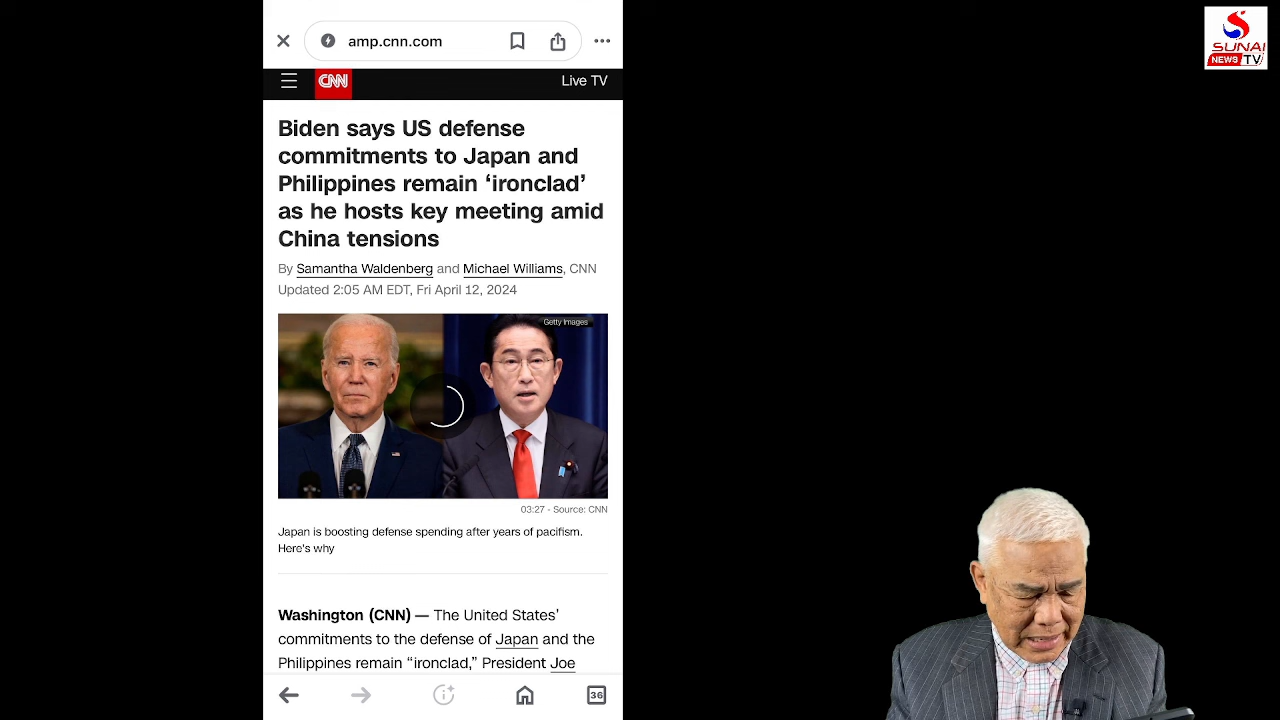 amp.cnn.com
CNN
Live TV
Biden says US defense
commitments to Japan and
Philippines remain ‘ironclad’
as he hosts key meeting amid
China tensions
By Samantha Waldenberg and Michael Williams, CNN
Updated 2:05 AM EDT, Fri April 12, 2024
Getty Images
03:27 - Source: CNN
Japan is boosting defense spending after years of pacifism.
Here's why
Washington (CNN) — The United States’
commitments to the defense of Japan and the
Philippines remain “ironclad,” President Joe
36
SUNAI
NEWS TV